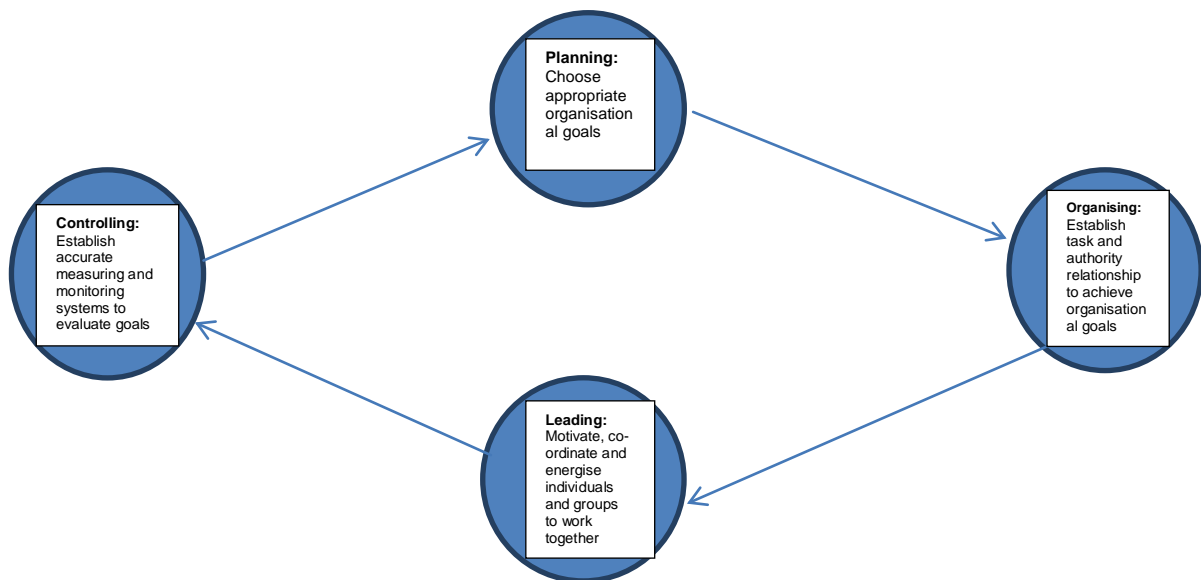 Planning:
Choose
appropriate
organisation
al goals
Controlling:
Establish
accurate
measuring and
monitoring
systems to
evaluate goals
Organising:
Establish
task and
authority
relationship
to achieve
organisation
al goals
Leading:
Motivate, co-
ordinate and
energise
individuals
and groups
to work
together